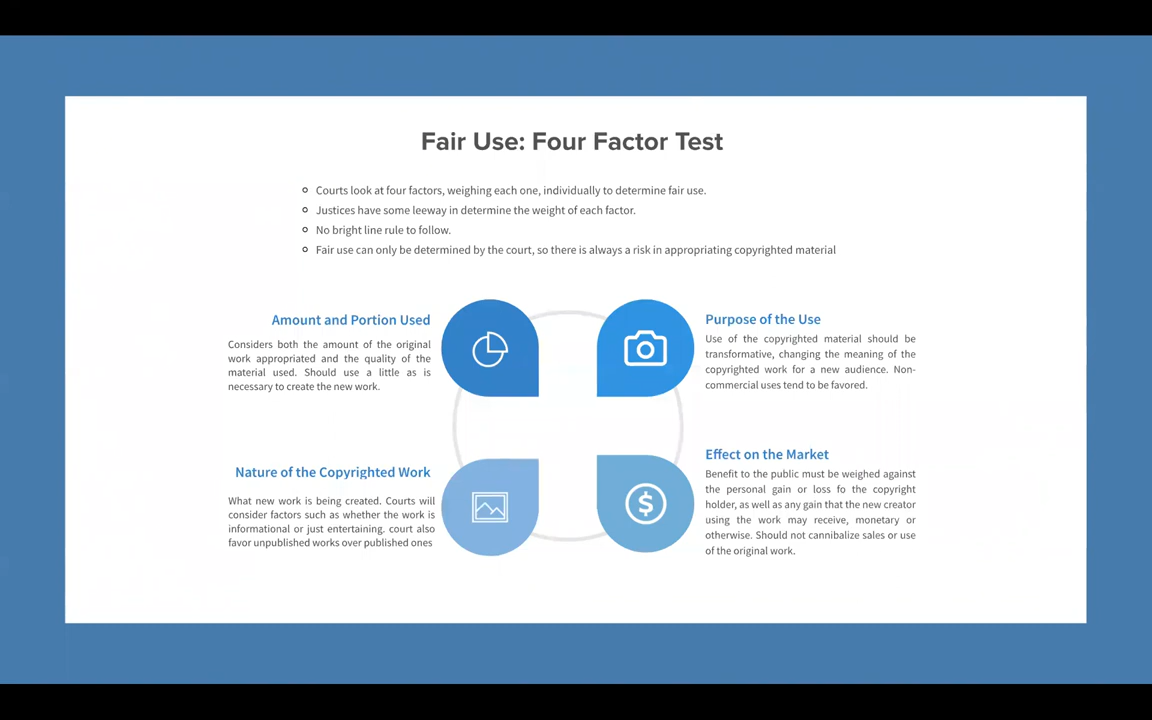 Fair Use: Four Factor Test
Courts look at four factors, weighing each one, individually to determine fair use.
Justices have some leeway in determine the weight of each factor.
No bright line rule to follow.
Fair use can only be determined by the court, so there is always a risk in appropriating copyrighted material
Amount and Portion Used
Considers both the amount of the original
work appropriated and the quality of the
material used. Should use a little as is
necessary to create the new work.
Purpose of the Use
Use of the copyrighted material should be
transformative, changing the meaning of the
copyrighted work for a new audience. Non-
commercial uses tend to be favored.
Nature of the Copyrighted Work
What new work is being created. Courts will
consider factors such as whether the work is
informational or just entertaining. court also
favor unpublished works over published ones
Effect on the Market
Benefit to the public must be weighed against
the personal gain or loss fo the copyright
holder, as well as any gain that the new creator
using the work may receive, monetary or
otherwise. Should not cannibalize sales or use
of the original work.